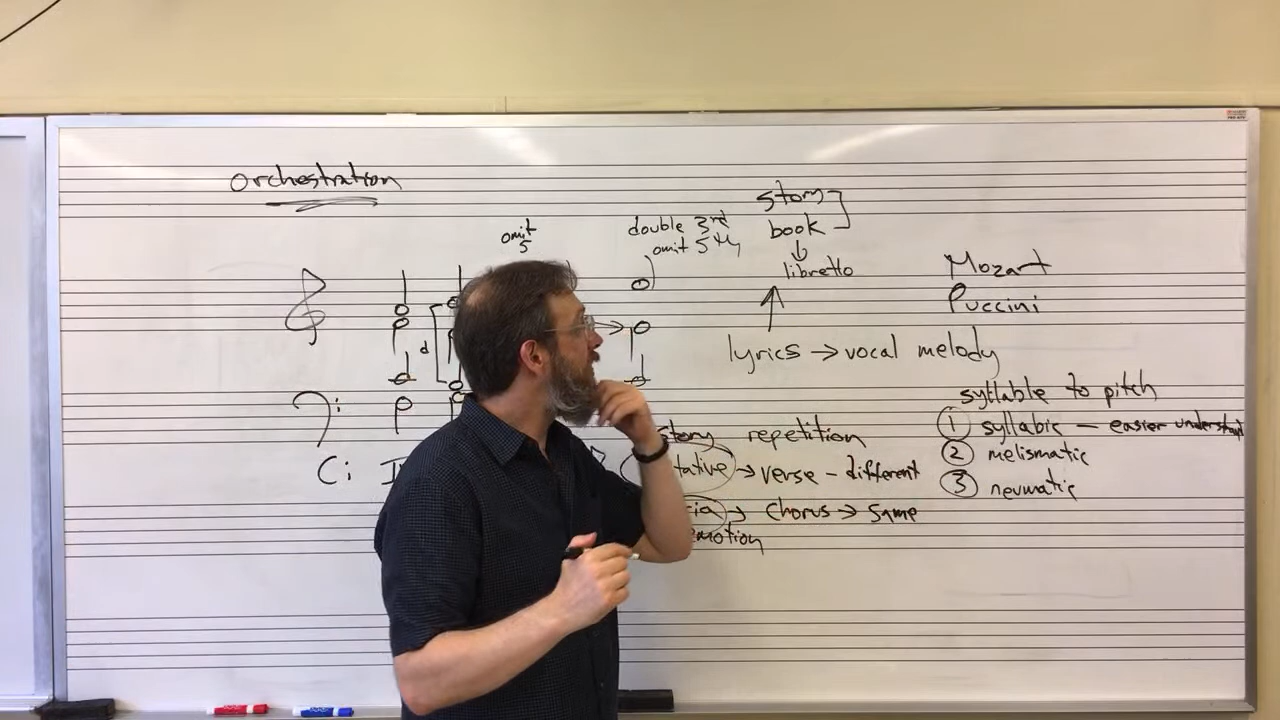 orchestration
omit
5
double 3rd
omit 5th
d
C: I
story
book
libretto
lyrics → vocal melody
Mozart
Puccini
story repetition
→ verse - different
→ chorus → same
emotion
syllable to pitch
1 syllabic - easier understand
2 melismatic
3 neumatic